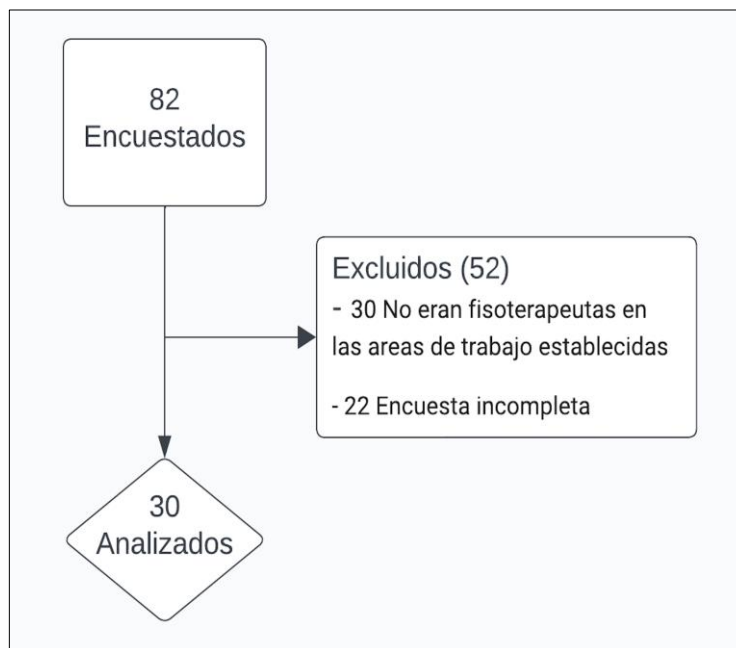 82
Encuestados
Excluidos (52)
- 30 No eran fisoterapeutas en
las areas de trabajo establecidas
- 22 Encuesta incompleta
30
Analizados